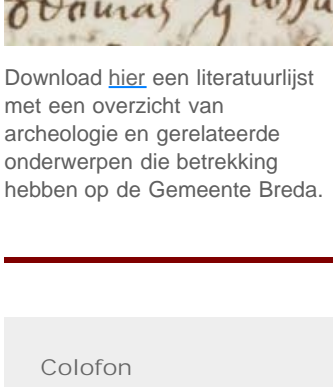 Download hier een literatuurlijst
met een overzicht van
archeologie en gerelateerde
onderwerpen die betrekking
hebben op de Gemeente Breda.
Colofon